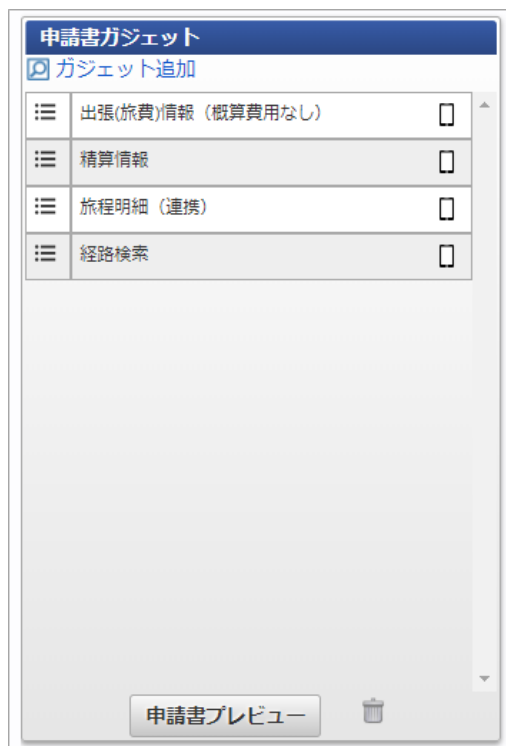 申請書ガジェット
ガジェット追加
出張(旅費)情報（概算費用なし）
精算情報
旅程明細（連携）
経路検索
申請書プレビュー